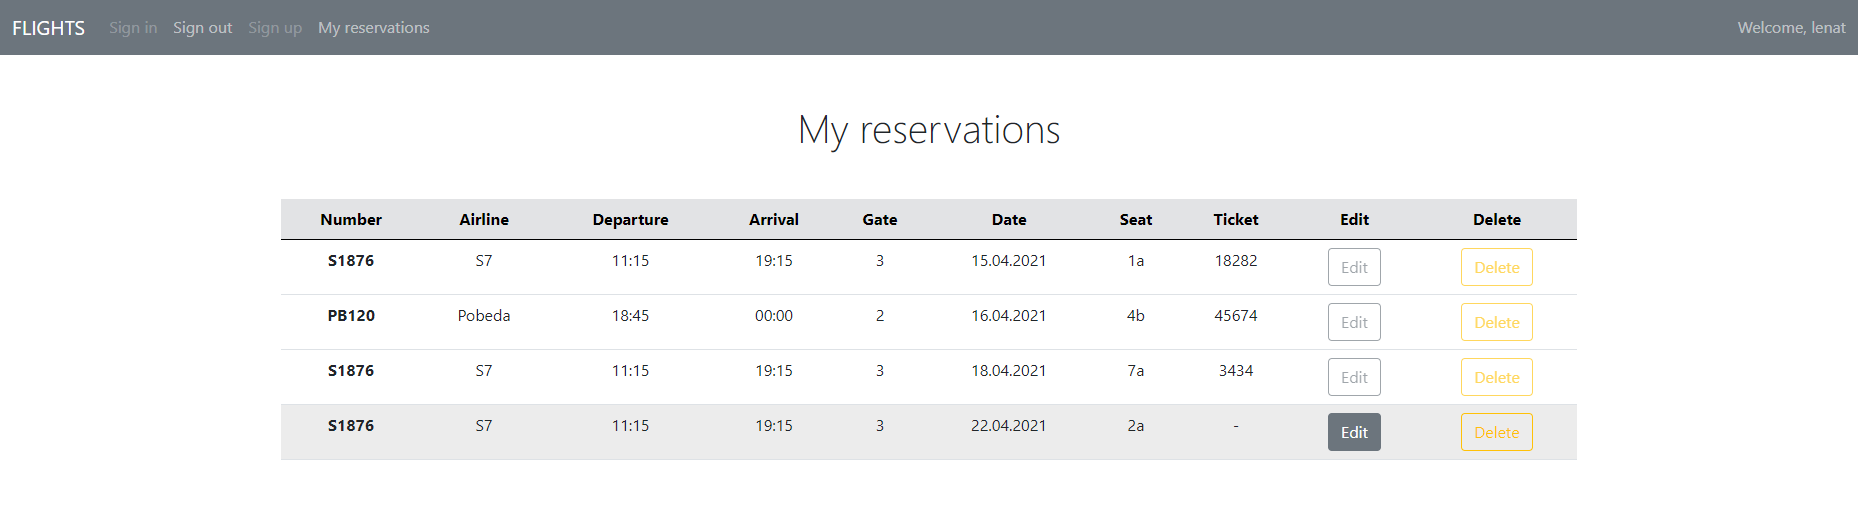 FLIGHTS Sign in Sign out Sign up My reservations Welcome, lenat
My reservations
Number Airline Departure Arrival Gate Date Seat Ticket Edit Delete
S1876 S7 11:15 19:15 3 15.04.2021 1a 18282 Edit Delete
PB120 Pobeda 18:45 00:00 2 16.04.2021 4b 45674 Edit Delete
S1876 S7 11:15 19:15 3 18.04.2021 7a 3434 Edit Delete
S1876 S7 11:15 19:15 3 22.04.2021 2a - Edit Delete